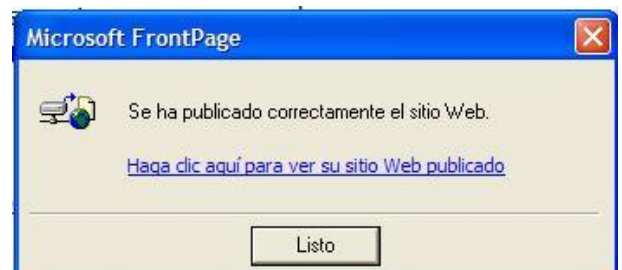 Microsoft FrontPage
Se ha publicado correctamente el sitio Web.
Haga clic aquí para ver su sitio Web publicado
Listo